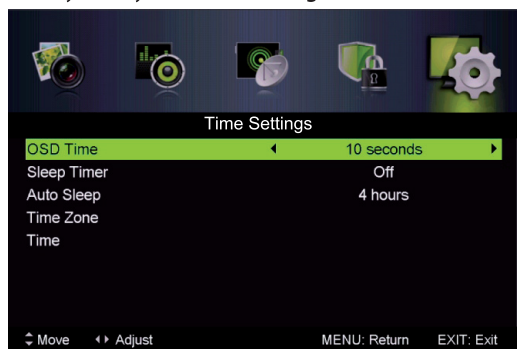 Time Settings
OSD Time 10 seconds
Sleep Timer Off
Auto Sleep 4 hours
Time Zone
Time
Move Adjust MENU: Return EXIT: Exit